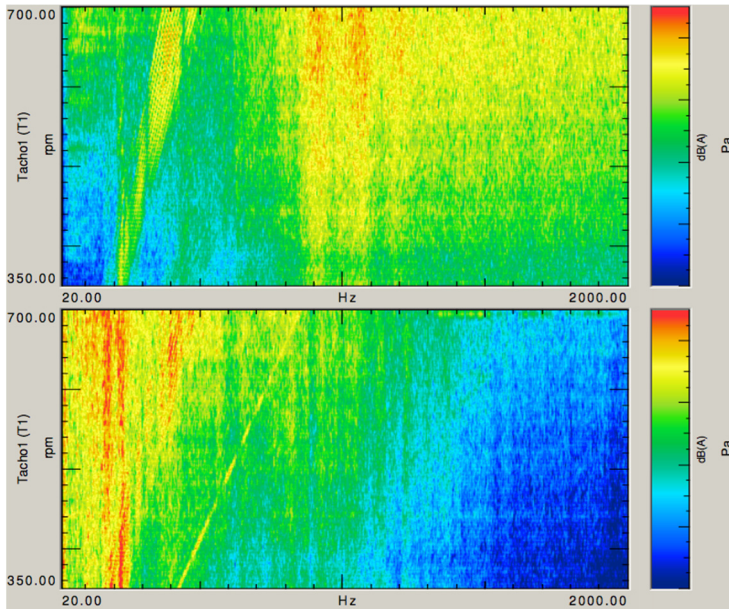 700.00
Tacho1 (T1)
rpm
350.00
20.00 Hz 2000.00
dB(A)
Pa
700.00
Tacho1 (T1)
rpm
350.00
20.00 Hz 2000.00
dB(A)
Pa